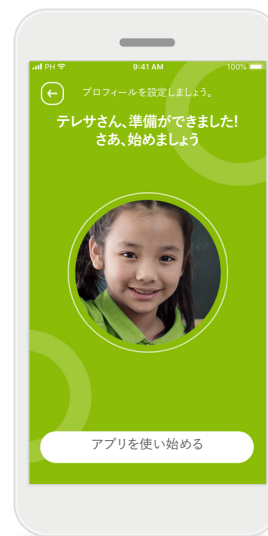 PH 9:41 AM 100%
プロフィールを設定しましょう。
テレサさん、準備ができました!
さあ、始めましょう
アプリを使い始める